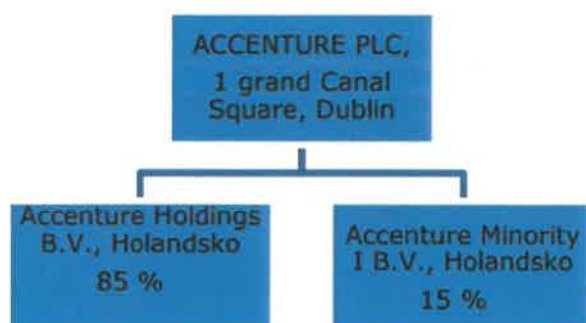 ACCENTURE PLC,
1 grand Canal
Square, Dublin
Accenture Holdings
B.V., Holandsko
85 %
Accenture Minority
I B.V., Holandsko
15 %